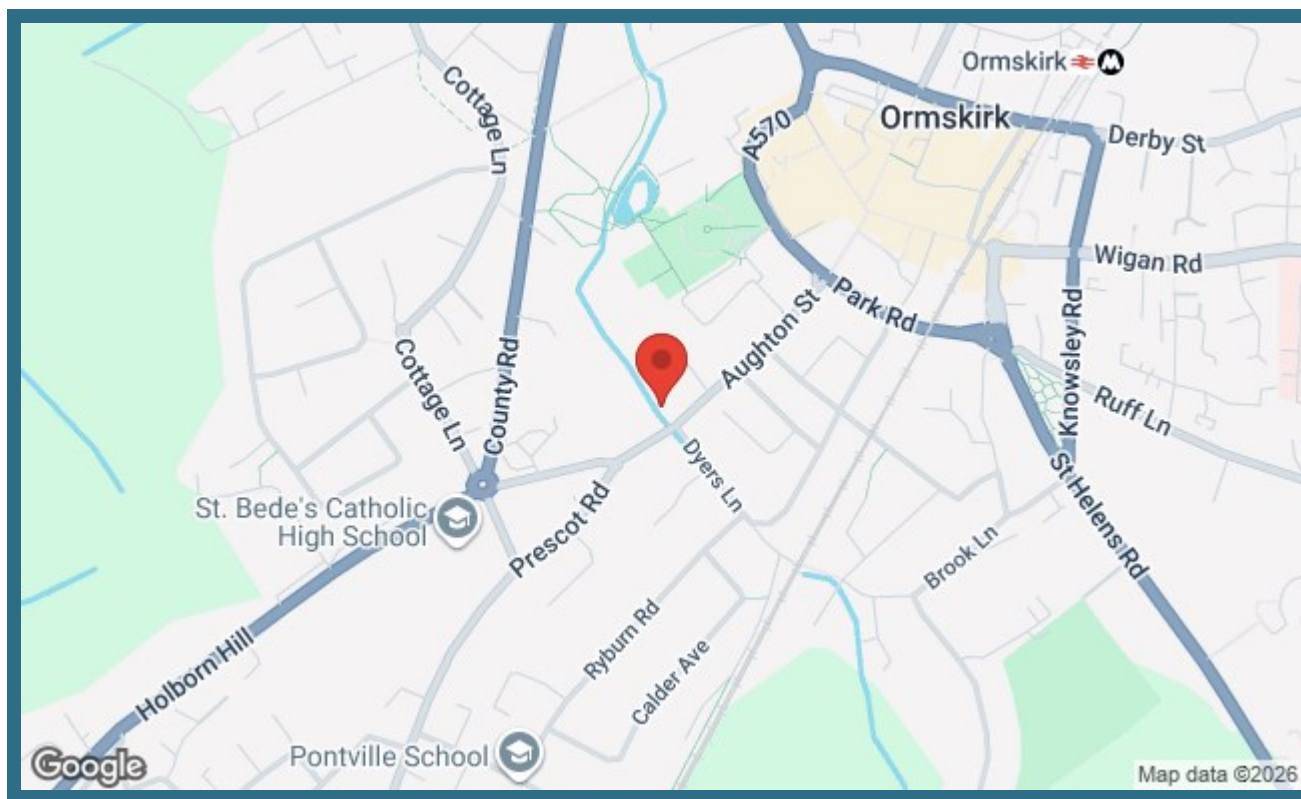 Ormskirk
Ormskirk
A570
Derby St
Cottage Ln
Wigan Rd
Park Rd
Knowsley Rd
Aughton St
Cottage Ln
County Rd
Ruff Ln
Dyers Ln
St. Bede's Catholic
High School
Prescot Rd
St Helens Rd
Brook Ln
Holborn Hill
Ryburn Rd
Calder Ave
Pontville School
Google
Map data ©2026